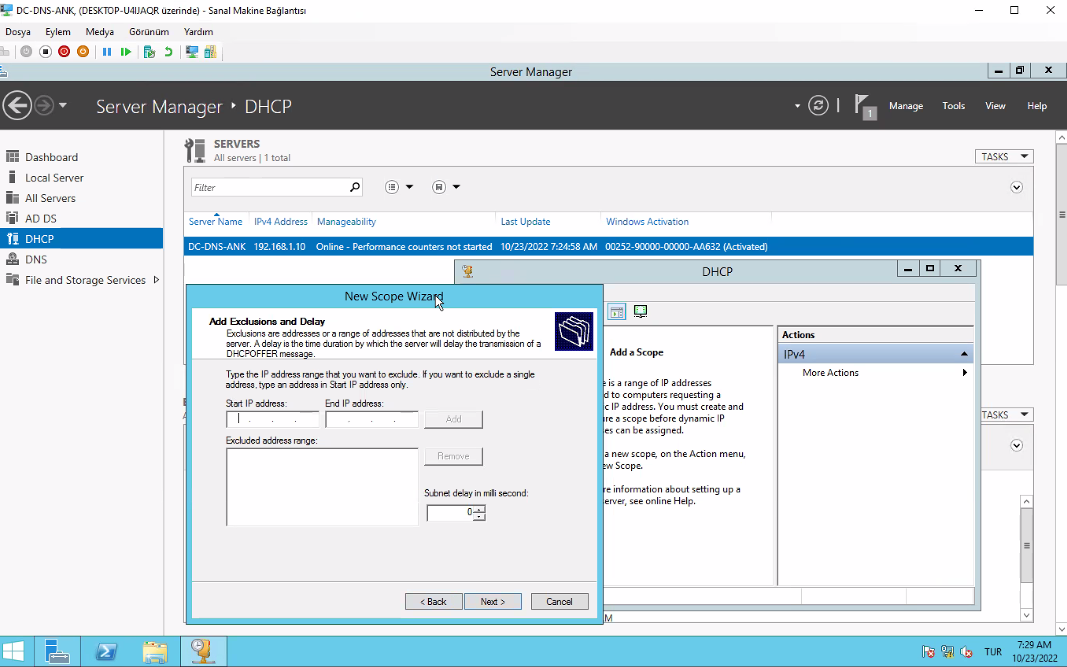 DC-DNS-ANK, (DESKTOP-U4IJAQR üzerinde) - Sanal Makine Bağlantısı
Dosya Eylem Medya Görünüm Yardım
Server Manager
Server Manager • DHCP
1
Manage Tools View Help
Dashboard
Local Server
All Servers
AD DS
DHCP
DNS
File and Storage Services
SERVERS
All servers | 1 total
TASKS
Filter
Server Name IPv4 Address Manageability Last Update Windows Activation
DC-DNS-ANK 192.168.1.10 Online - Performance counters not started 10/23/2022 7:24:58 AM 00252-90000-00000-AA632 (Activated)
DHCP
New Scope Wizard
Add Exclusions and Delay
Exclusions are addresses or a range of addresses that are not distributed by the
server. A delay is the time duration by which the server will delay the transmission of a
DHCPOFFER message.
Type the IP address range that you want to exclude. If you want to exclude a single
address, type an address in Start IP address only.
Start IP address: End IP address:
. . . . . . Add
Excluded address range:
Remove
Subnet delay in milli second:
0
< Back Next > Cancel
Add a Scope
e is a range of IP addresses
d to computers requesting a
c IP address. You must create and
re a scope before dynamic IP
es can be assigned.
a new scope, on the Action menu,
ew Scope.
re information about setting up a
erver, see online Help.
Actions
IPv4
More Actions
TASKS
M
TUR
7:29 AM
10/23/2022